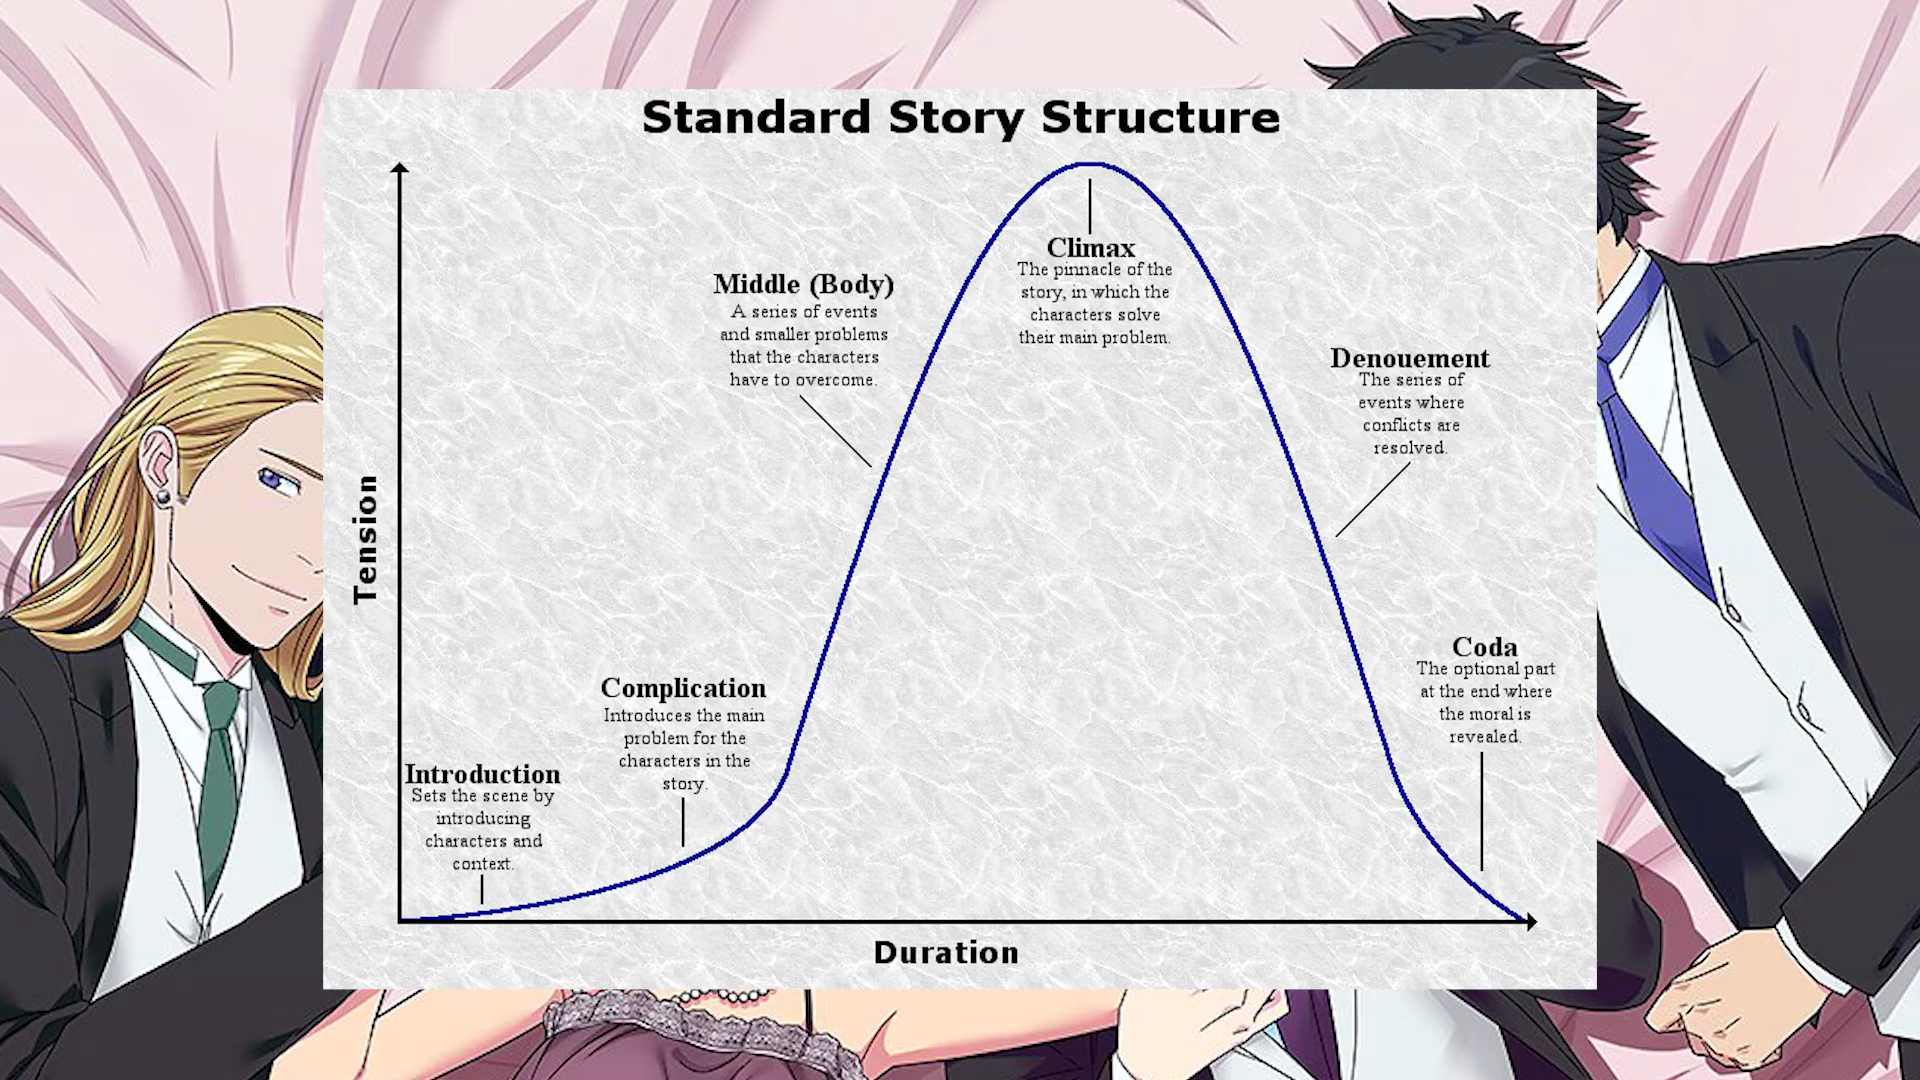 Standard Story Structure
Climax
The pinnacle of the
story, in which the
characters solve
their main problem.
Middle (Body)
A series of events
and smaller problems
that the characters
have to overcome.
Denouement
The series of
events where
conflicts are
resolved.
Tension
Coda
The optional part
at the end where
the moral is
revealed.
Complication
Introduces the main
problem for the
characters in the
story.
Introduction
Sets the scene by
introducing
characters and
context.
Duration